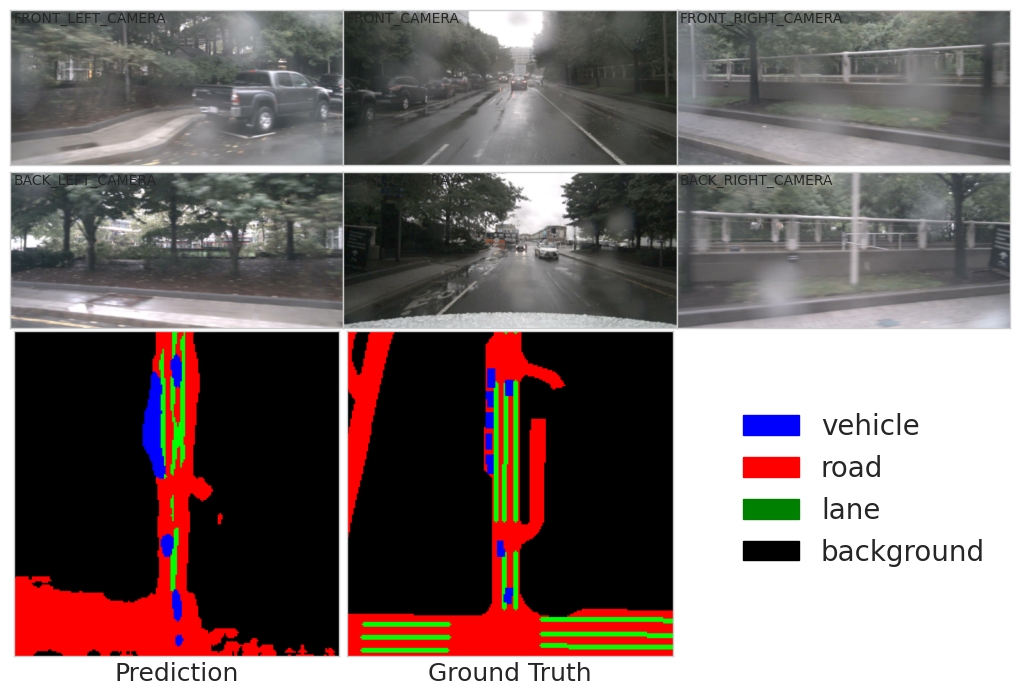 FRONT_LEFT_CAMERA
FRONT_CAMERA
FRONT_RIGHT_CAMERA
BACK_LEFT_CAMERA
BACK_RIGHT_CAMERA
vehicle
road
lane
background
Prediction
Ground Truth